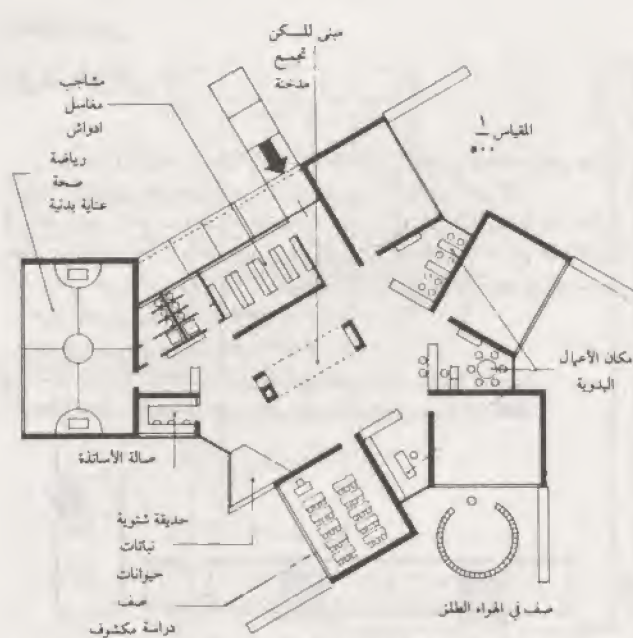 مبنى للسكن
تجمع
مدخنة
مشاجب
مغاسل
ادواش
رياضة
صحة
عناية بدنية
المقياس ١/٥٠٠
مكان الأعمال
اليدوية
صالة الأساتذة
حديقة شتوية
نباتات
حيوانات
صف
دراسة مكشوف
صف في الهواء الطلق